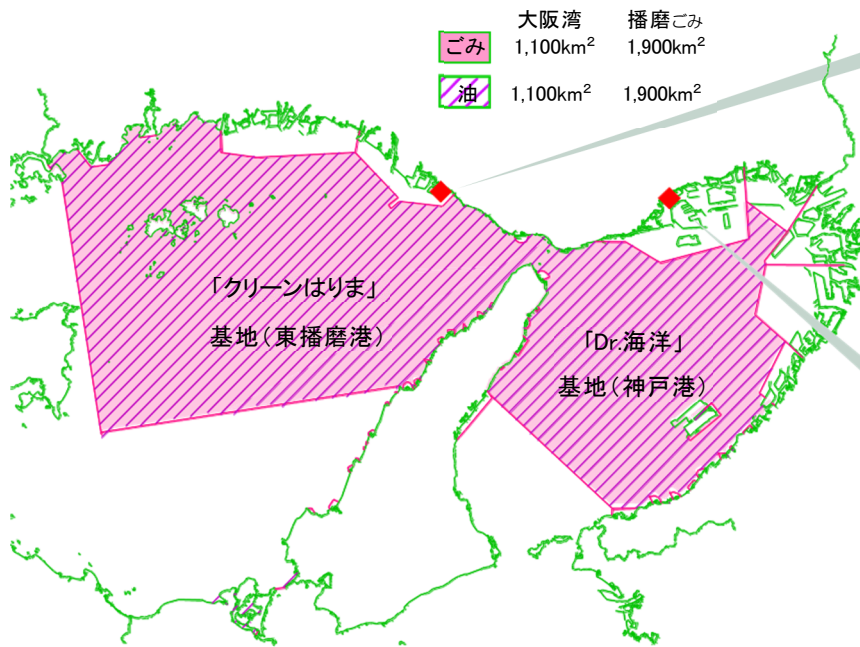 大阪湾 播磨ごみ
ごみ 1,100km² 1,900km²
油 1,100km² 1,900km²
「クリーンはりま」
基地(東播磨港)
「Dr.海洋」
基地(神戸港)